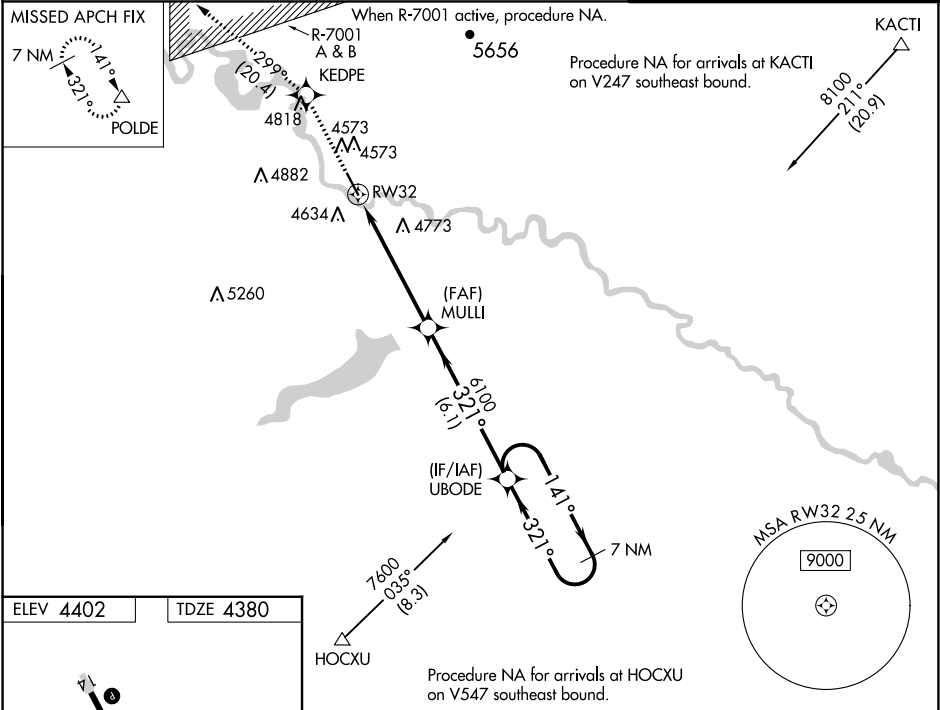 MISSED APCH FIX
7 NM
141°
321°
POLDE
299°
(20.4)
R-7001
A & B
KEDPE
When R-7001 active, procedure NA.
5656
Procedure NA for arrivals at KACTI
on V247 southeast bound.
KACTI
8100
211°
(20.9)
4818
4573
4573
4882
RW32
4634
4773
5260
(FAF)
MULLI
6100
321°
(6.1)
(IF/IAF)
UBODE
141°
321°
7 NM
7600
035°
(8.3)
HOCXU
MSA RW32 25 NM
9000
ELEV 4402
TDZE 4380
14
P
Procedure NA for arrivals at HOCXU
on V547 southeast bound.